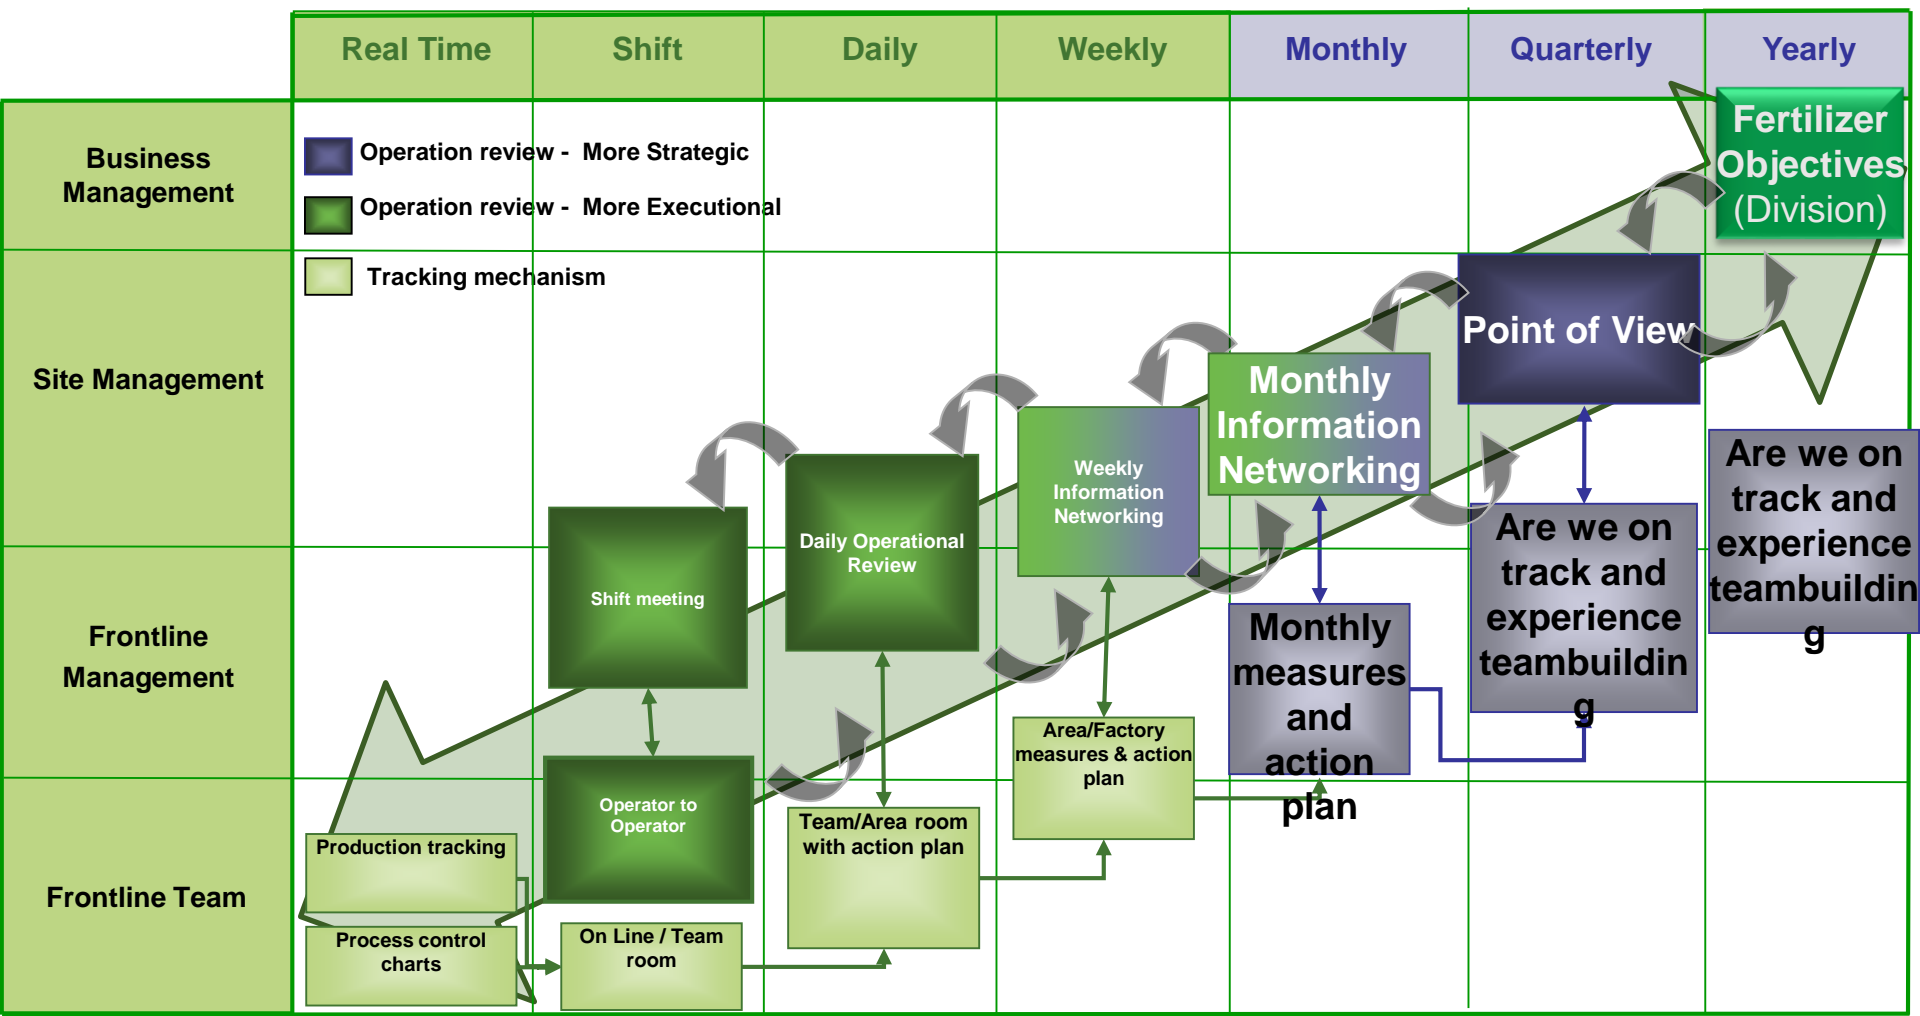 Real Time
Shift
Daily
Weekly
Monthly
Quarterly
Yearly
Business
Management
Operation review -  More Strategic
Operation review -  More Executional
Tracking mechanism
Fertilizer
Objectives
(Division)
Site Management
Point of View
Monthly
Information
Networking
Weekly
Information
Networking
Daily Operational
Review
Shift meeting
Are we on
track and
experience
teambuildin
g
Are we on
track and
experience
teambuildin
g
Frontline
Management
Monthly
measures
and
action
plan
Area/Factory
measures & action
plan
Operator to
Operator
Team/Area room
with action plan
Production tracking
Frontline Team
Process control
charts
On Line / Team
room